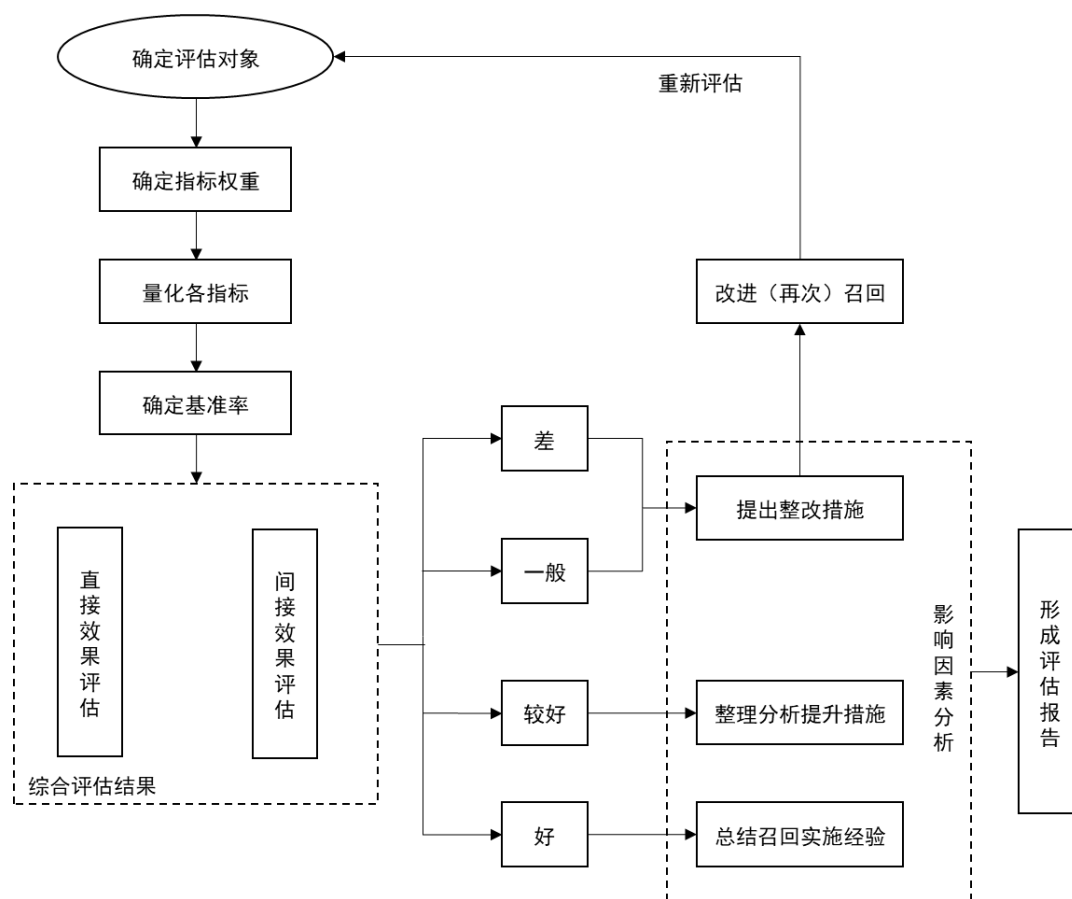 确定评估对象
重新评估
确定指标权重
量化各指标
改进（再次）召回
确定基准率
差
提出整改措施
一般
直接效果评估
间接效果评估
综合评估结果
较好
整理分析提升措施
好
总结召回实施经验
影响因素分析
形成评估报告